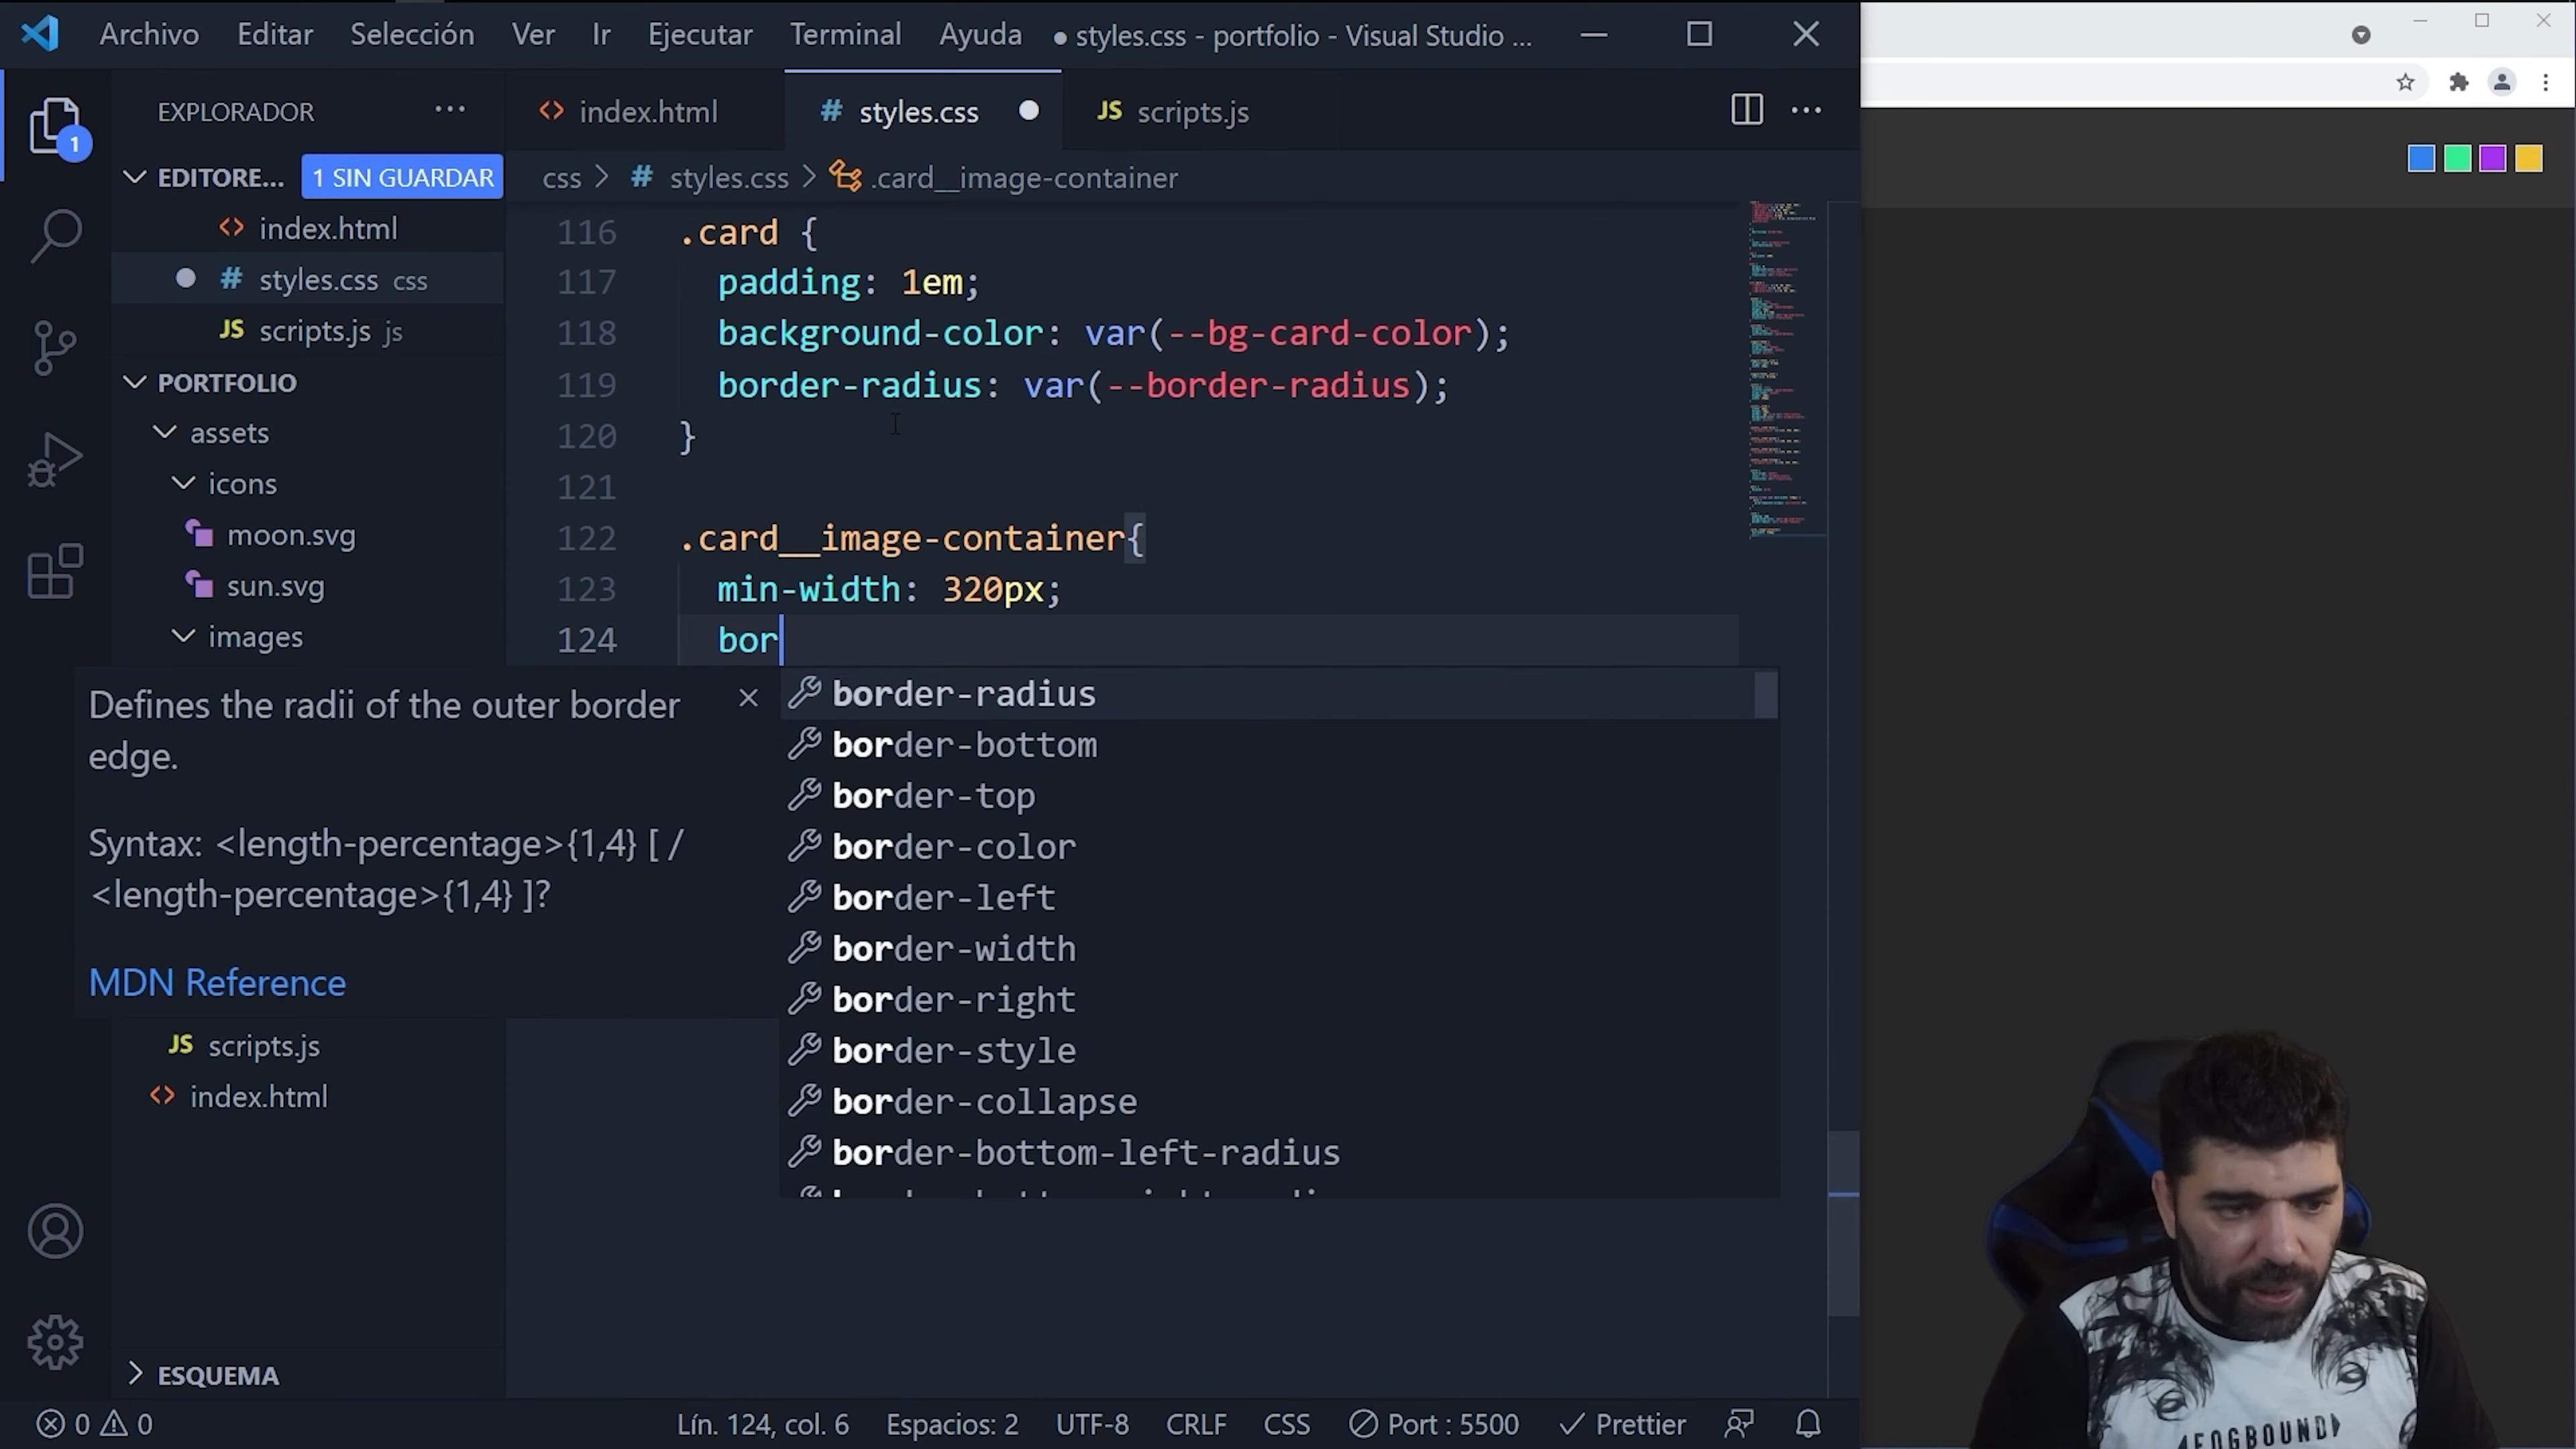 Archivo Editar Selección Ver Ir Ejecutar Terminal Ayuda ● styles.css - portfolio - Visual Studio ...
EXPLORADOR ...
index.html # styles.css JS scripts.js ...
EDITORE... 1 SIN GUARDAR
css > # styles.css > .card__image-container
1
index.html
# styles.css css
JS scripts.js js
PORTFOLIO
assets
icons
moon.svg
sun.svg
images
116 .card {
117 padding: 1em;
118 background-color: var(--bg-card-color);
119 border-radius: var(--border-radius);
120 }
121
122 .card__image-container{
123 min-width: 320px;
124 bor
Defines the radii of the outer border
edge.
Syntax: <length-percentage>{1,4} [ /
<length-percentage>{1,4} ]?
MDN Reference
border-radius
border-bottom
border-top
border-color
border-left
border-width
border-right
border-style
border-collapse
border-bottom-left-radius
JS scripts.js
index.html
ESQUEMA
0 0 Lín. 124, col. 6 Espacios: 2 UTF-8 CRLF CSS Port : 5500 Prettier
FOGBOUND